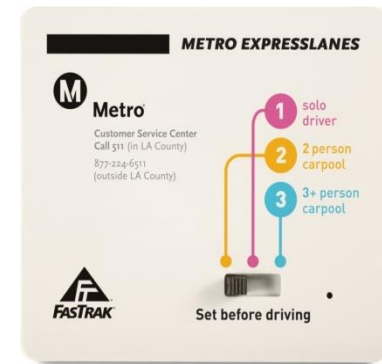 METRO EXPRESSLANES
M
Metro
Customer Service Center
Call 511 (in LA County)
877-224-6511
(outside LA County)
1 solo
driver
2 2 person
carpool
3 3+ person
carpool
FT
FASTRAK
Set before driving